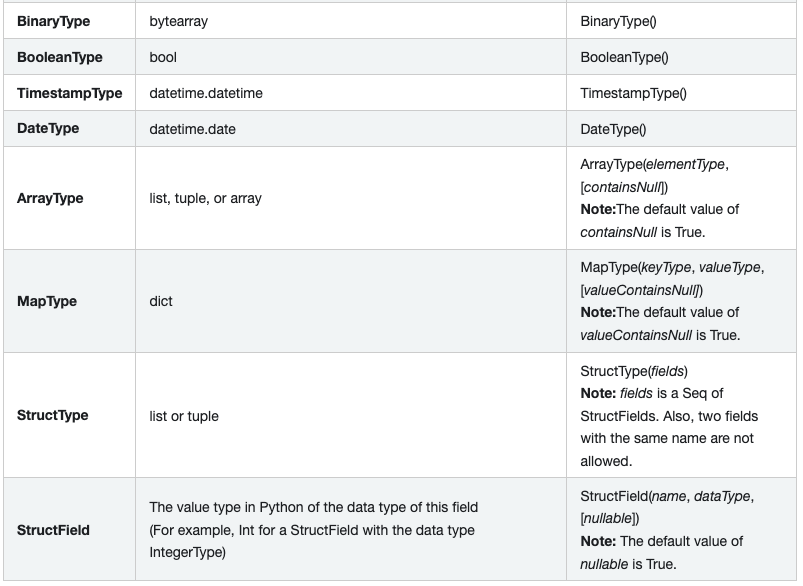 BinaryType bytearray BinaryType()
BooleanType bool BooleanType()
TimestampType datetime.datetime TimestampType()
DateType datetime.date DateType()
ArrayType list, tuple, or array ArrayType(elementType,
[containsNull])
Note:The default value of
containsNull is True.
MapType dict MapType(keyType, valueType,
[valueContainsNull])
Note:The default value of
valueContainsNull is True.
StructType list or tuple StructType(fields)
Note: fields is a Seq of
StructFields. Also, two fields
with the same name are not
allowed.
StructField
The value type in Python of the data type of this field
(For example, Int for a StructField with the data type
IntegerType)
StructField(name, dataType,
[nullable])
Note: The default value of
nullable is True.